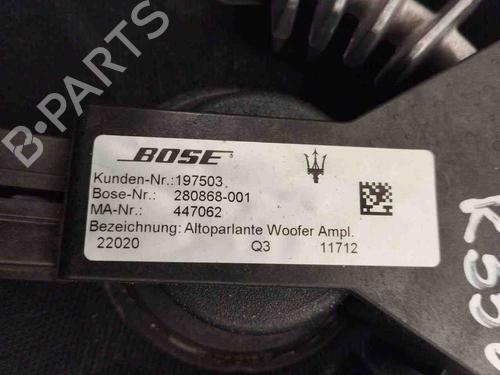 B-PARTS
BOSE
Kunden-Nr.:197503
Bose-Nr.: 280868-001
MA-Nr.: 447062
Bezeichnung: Altoparlante Woofer Ampl.
22020 Q3 11712